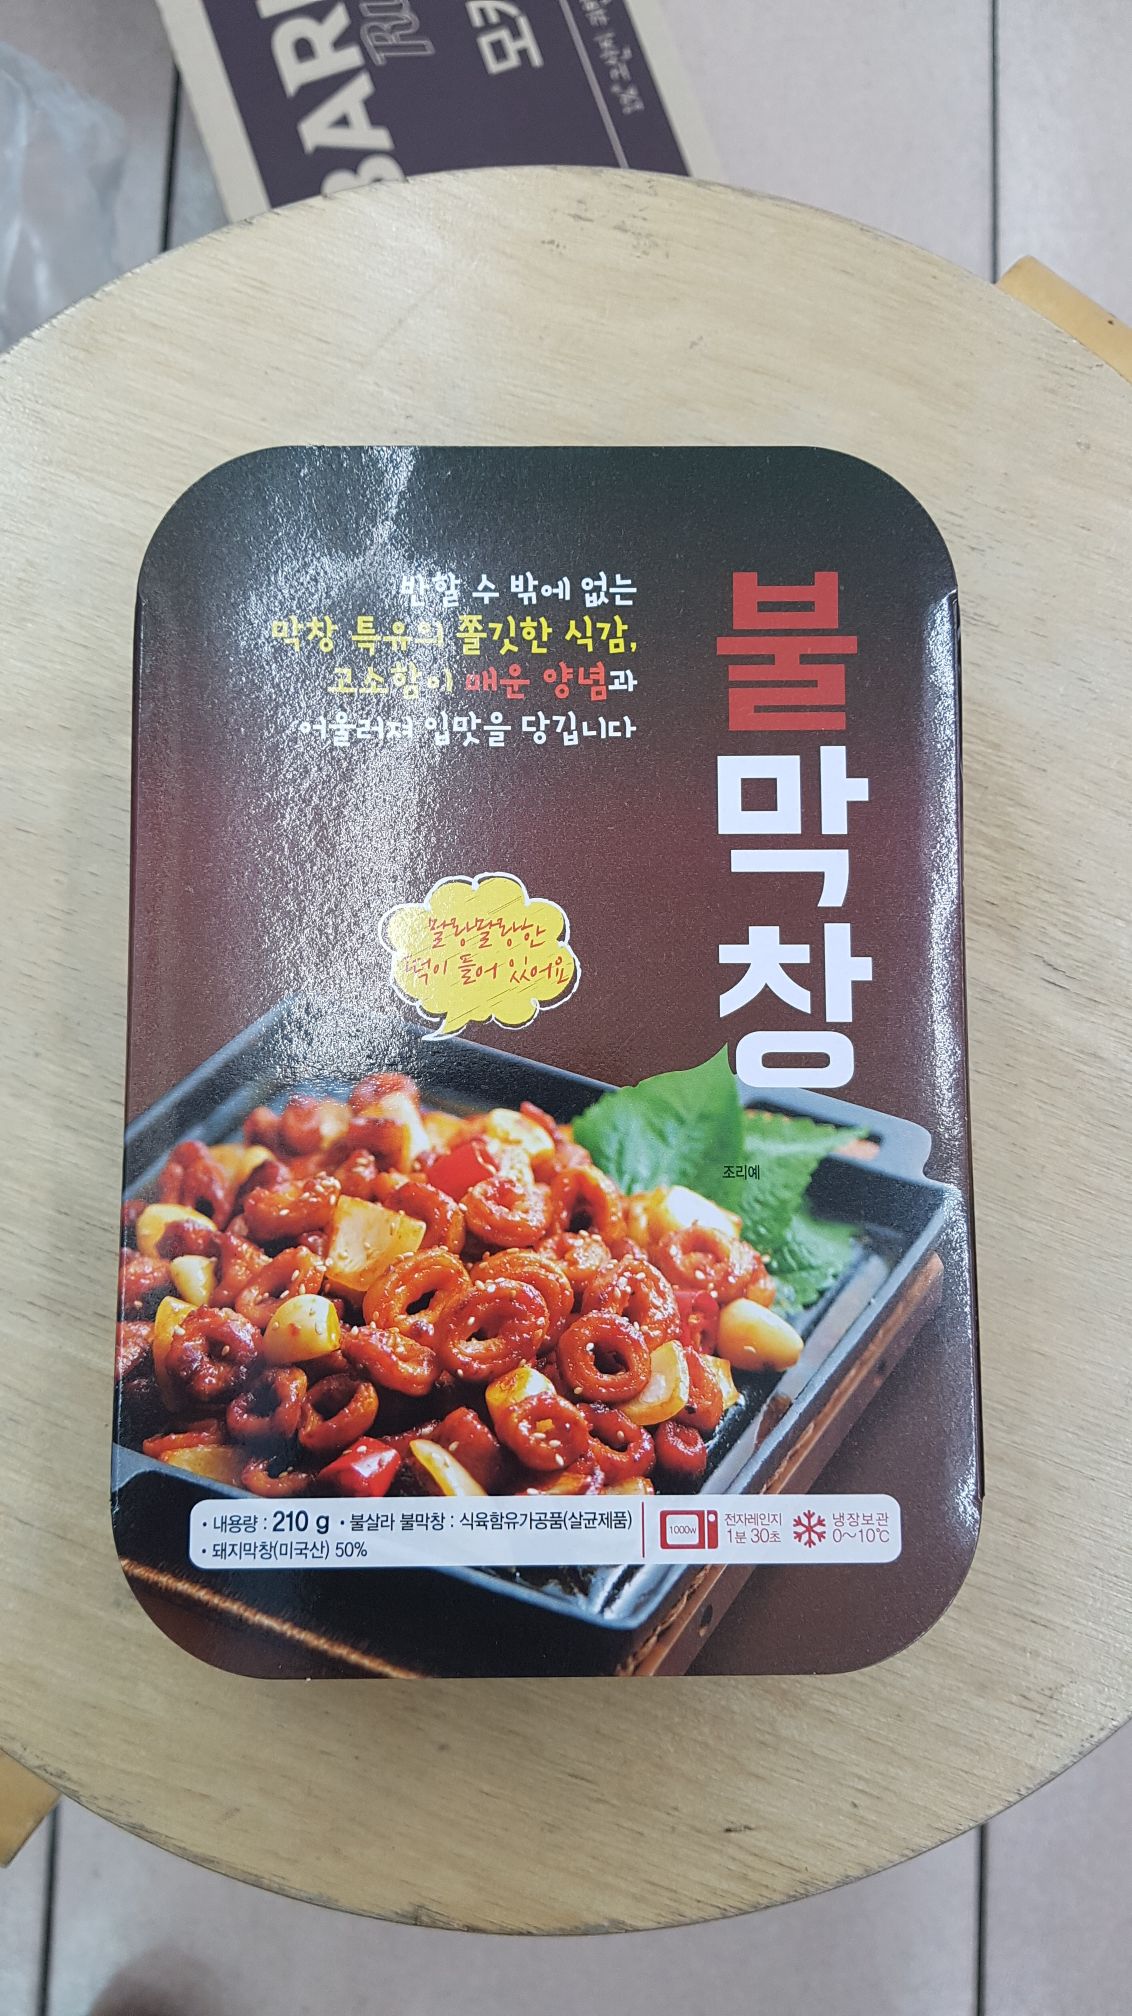 BAR
모카
반할 수 밖에 없는
막창 특유의 쫄깃한 식감,
고소함이 매운 양념과
어울러져 입맛을 당깁니다
불막창
말랑말랑한
떡이 들어 있어요
조리예
• 내용량 : 210 g • 불살라 불막창 : 식육함유가공품(살균제품)
• 돼지막창(미국산) 50%
1000w
전자레인지
1분 30초
냉장보관
0~10℃